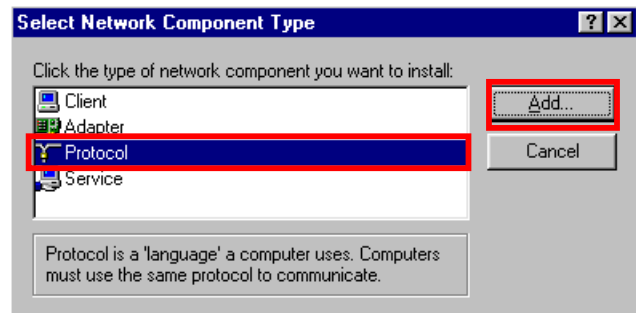 Select Network Component Type
Click the type of network component you want to install:
Client
Add...
Adapter
Protocol
Cancel
Service
Protocol is a 'language' a computer uses. Computers
must use the same protocol to communicate.